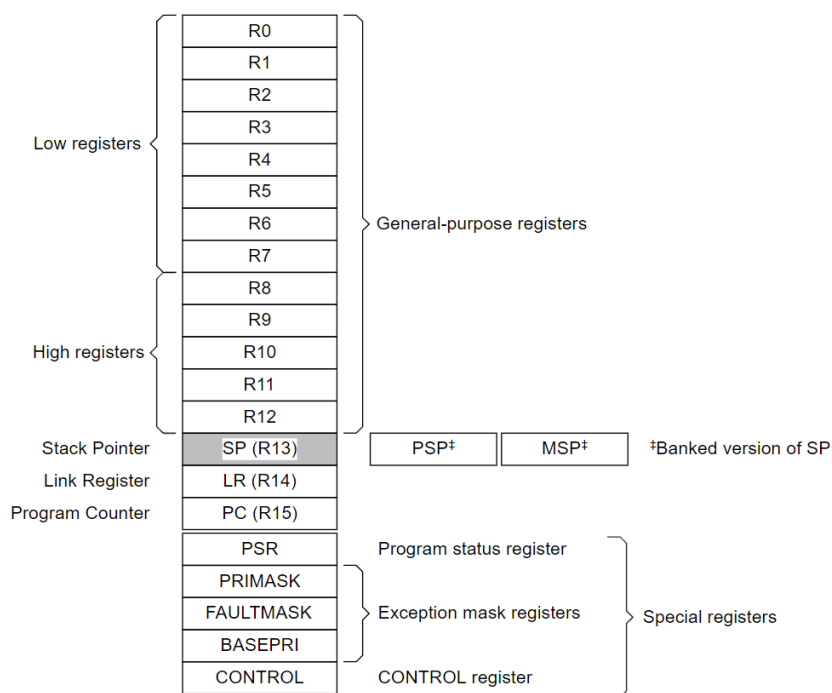 R0
R1
R2
R3
Low registers
R4
R5
R6
General-purpose registers
R7
R8
R9
High registers
R10
R11
R12
Stack Pointer SP (R13) PSP‡ MSP‡ ‡Banked version of SP
Link Register LR (R14)
Program Counter PC (R15)
PSR Program status register
PRIMASK
FAULTMASK Exception mask registers Special registers
BASEPRI
CONTROL CONTROL register